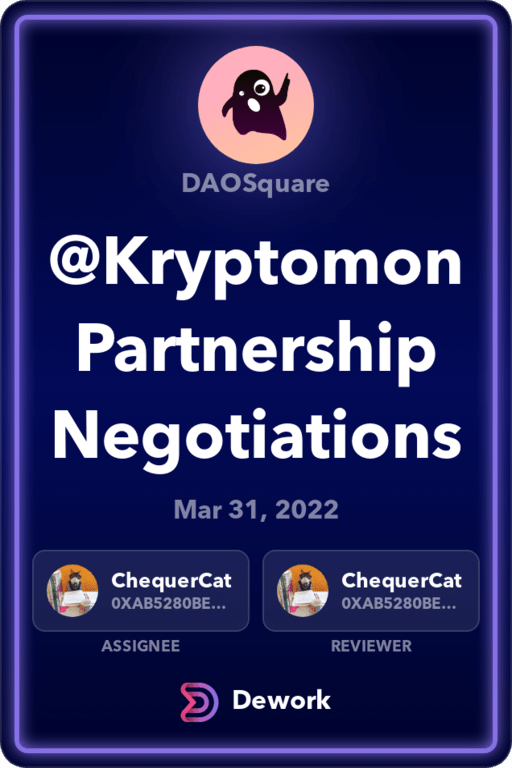 DAOSquare
@Kryptomon
Partnership
Negotiations
Mar 31, 2022
ChequerCat
0XAB5280BE...
ASSIGNEE
ChequerCat
0XAB5280BE...
REVIEWER
Dework